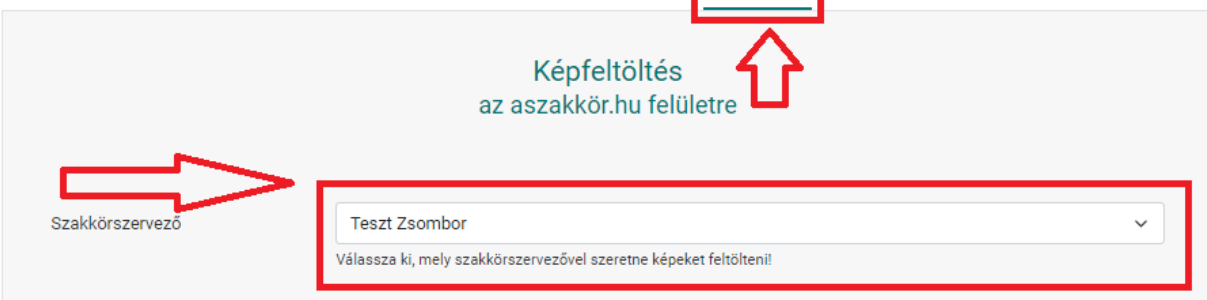 Képfeltöltés
az aszakkör.hu felületre
Szakkörszervező
Teszt Zsombor
Válassza ki, mely szakkörszervezővel szeretne képeket feltölteni!